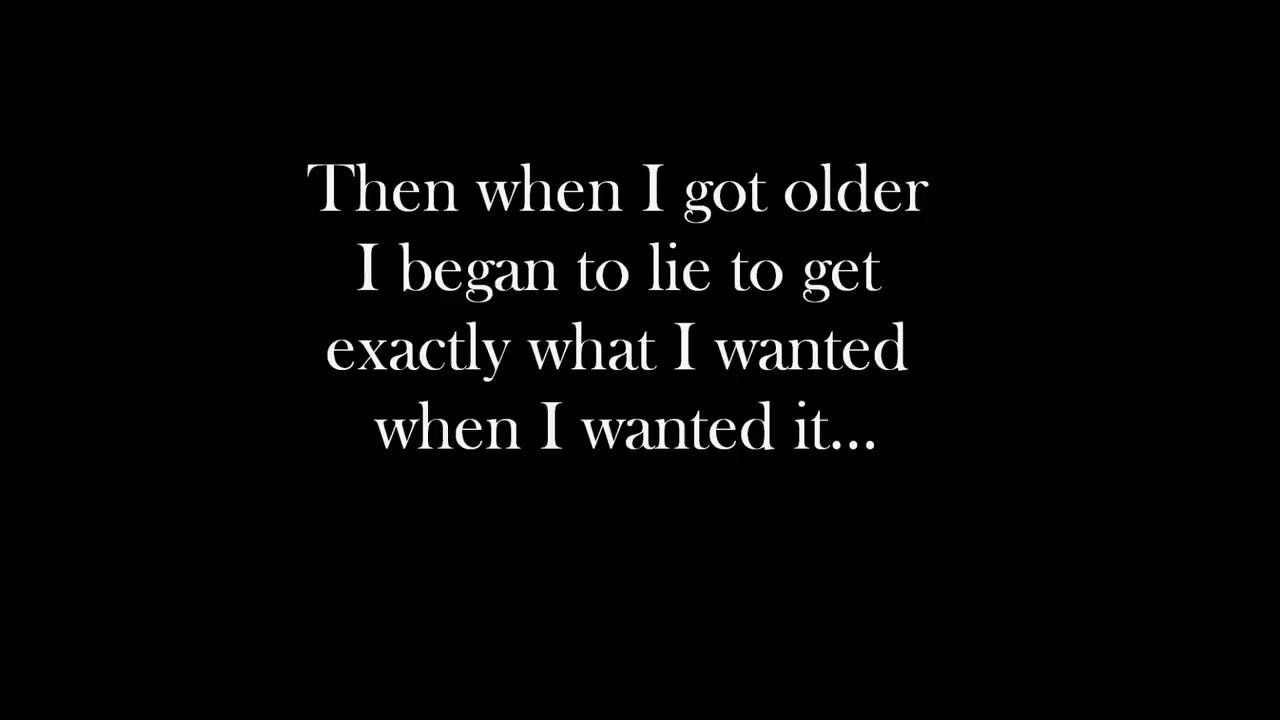 Then when I got older
I began to lie to get
exactly what I wanted
when I wanted it...